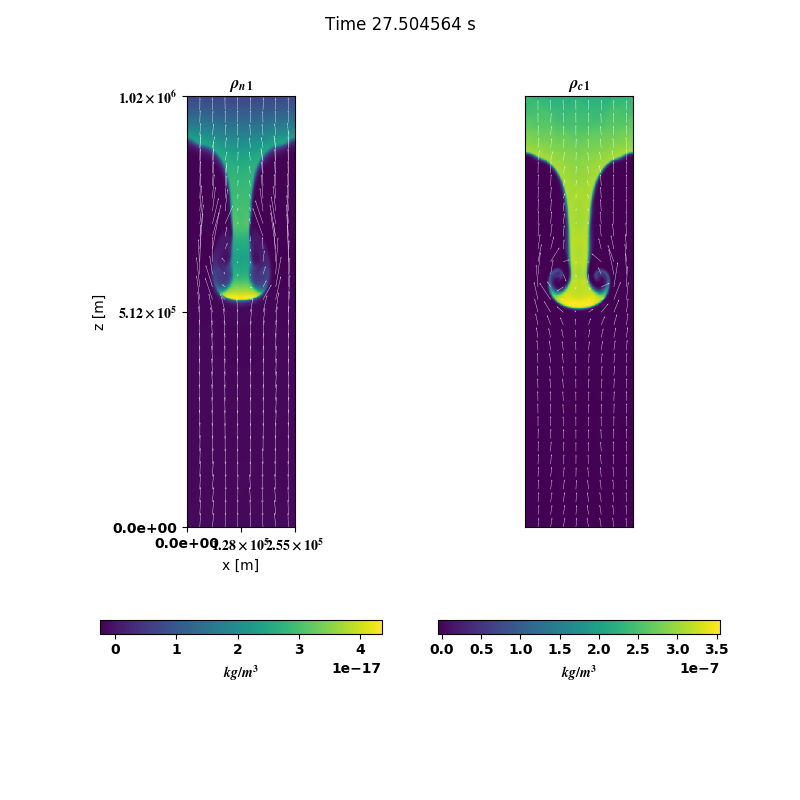 Time 27.504564 s
ρn1
ρc1
1.02 × 10⁶
5.12 × 10⁵
0.0e+00
z [m]
0.0e+00 1.28 × 10⁵ 2.55 × 10⁵
x [m]
0 1 2 3 4
1e−17
kg/m³
0.0 0.5 1.0 1.5 2.0 2.5 3.0 3.5
1e−7
kg/m³